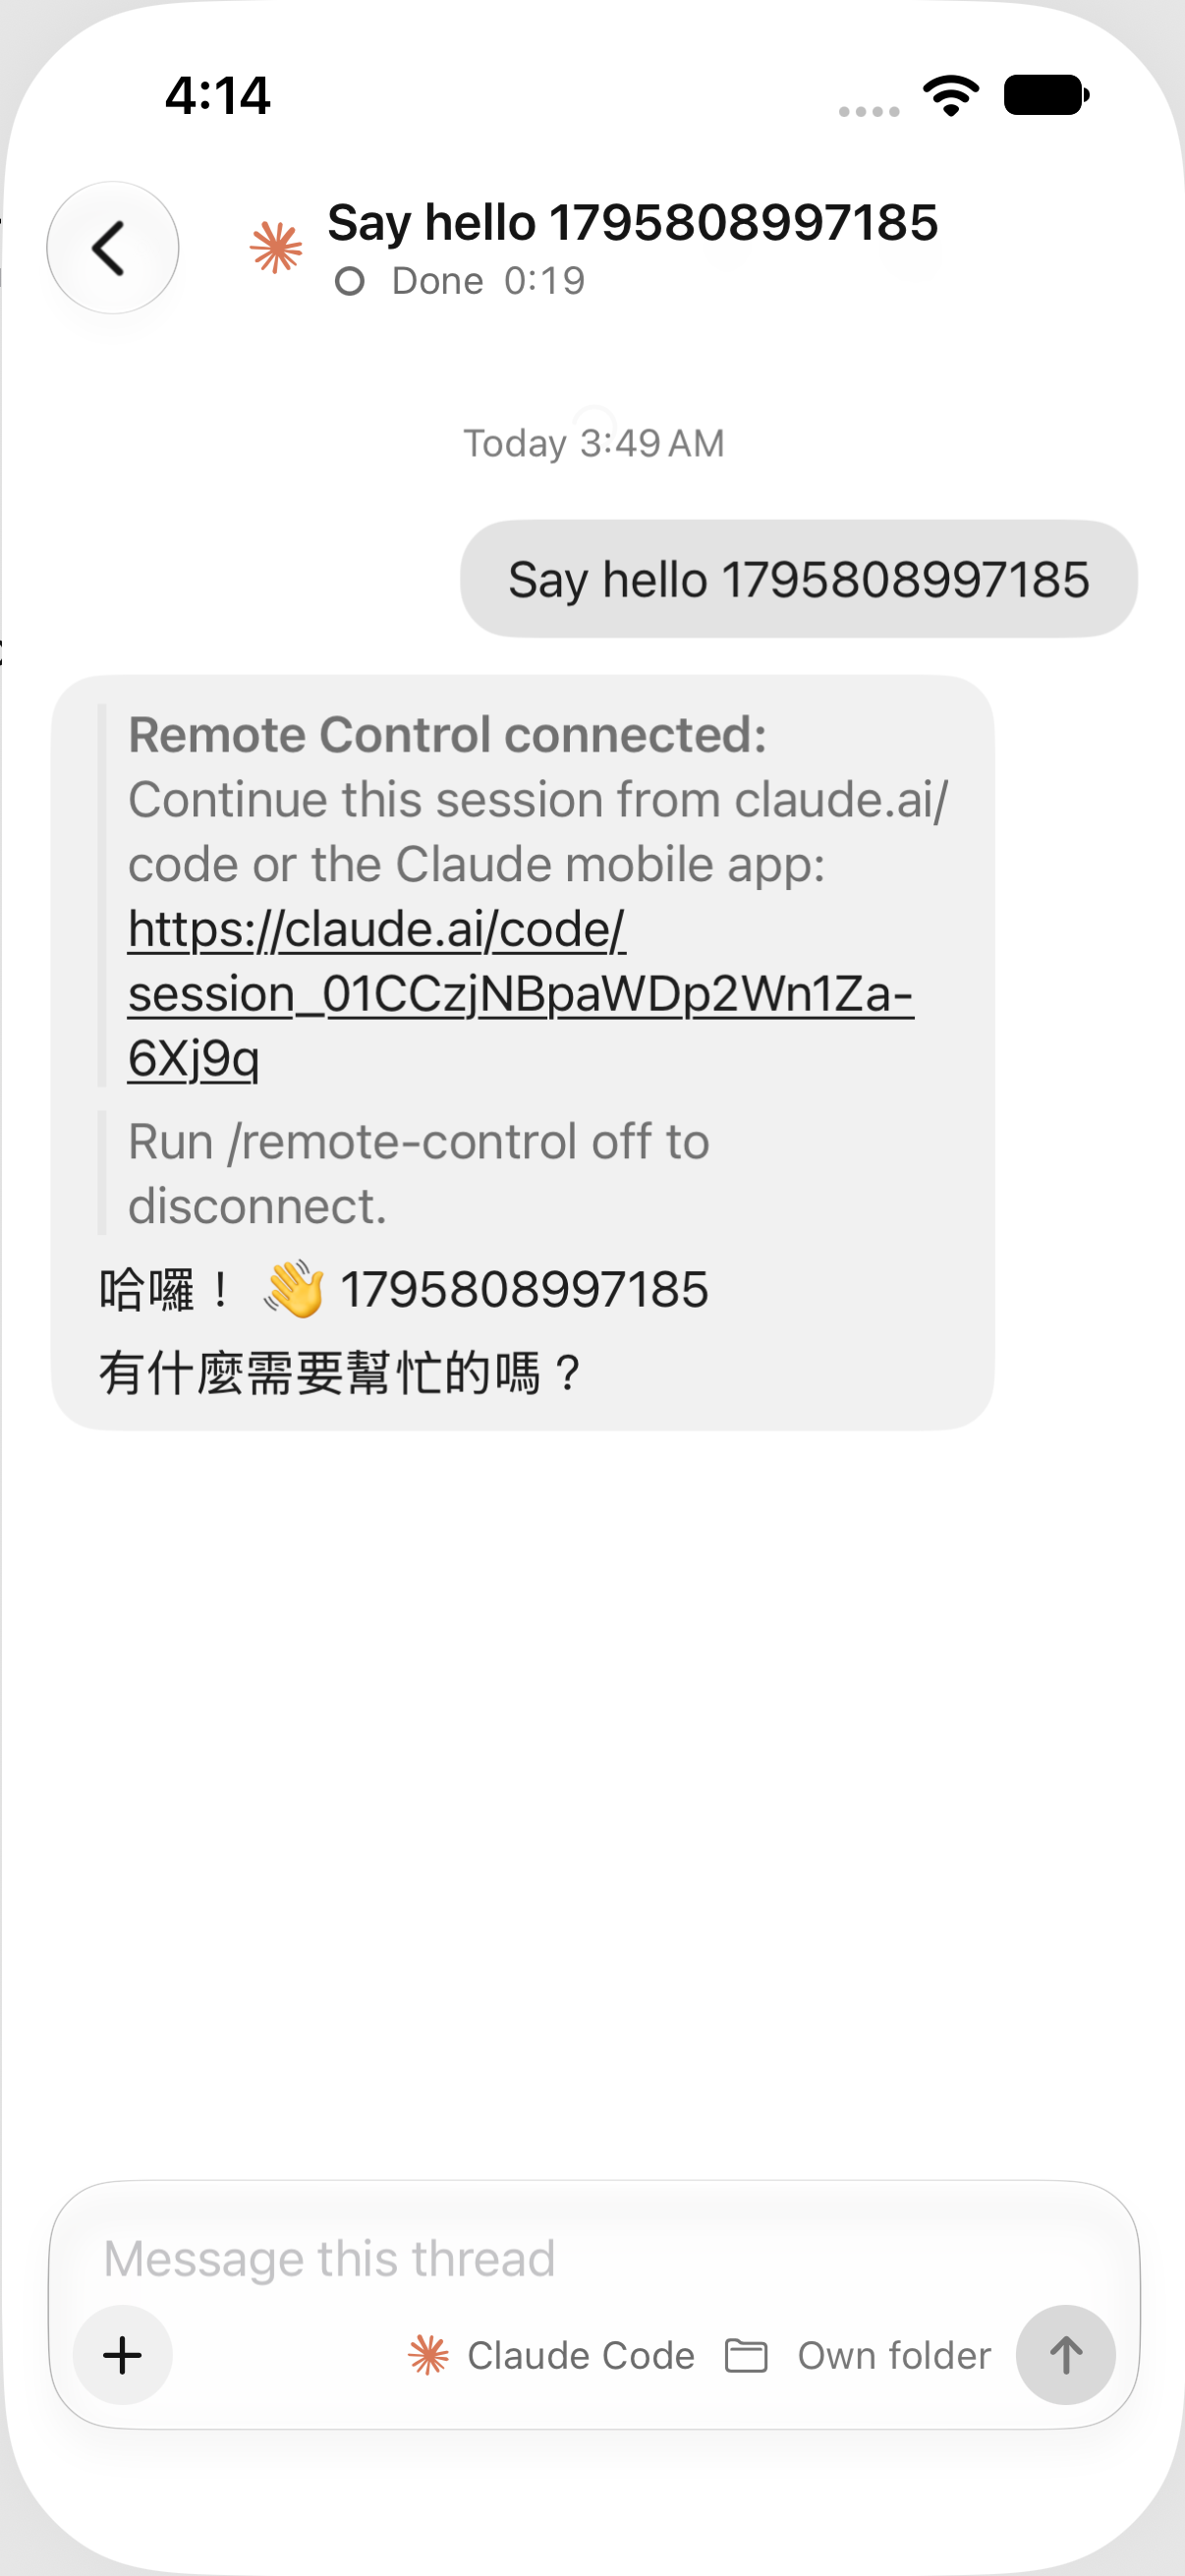 4:14
Say hello 1795808997185
Done 0:19
Today 3:49 AM
Say hello 1795808997185
Remote Control connected:
Continue this session from claude.ai/
code or the Claude mobile app:
https://claude.ai/code/
session_01CCzjNBpaWDp2Wn1Za-
6Xj9q
Run /remote-control off to
disconnect.
哈囉！ 👋 1795808997185
有什麼需要幫忙的嗎？
Message this thread
Claude Code
Own folder